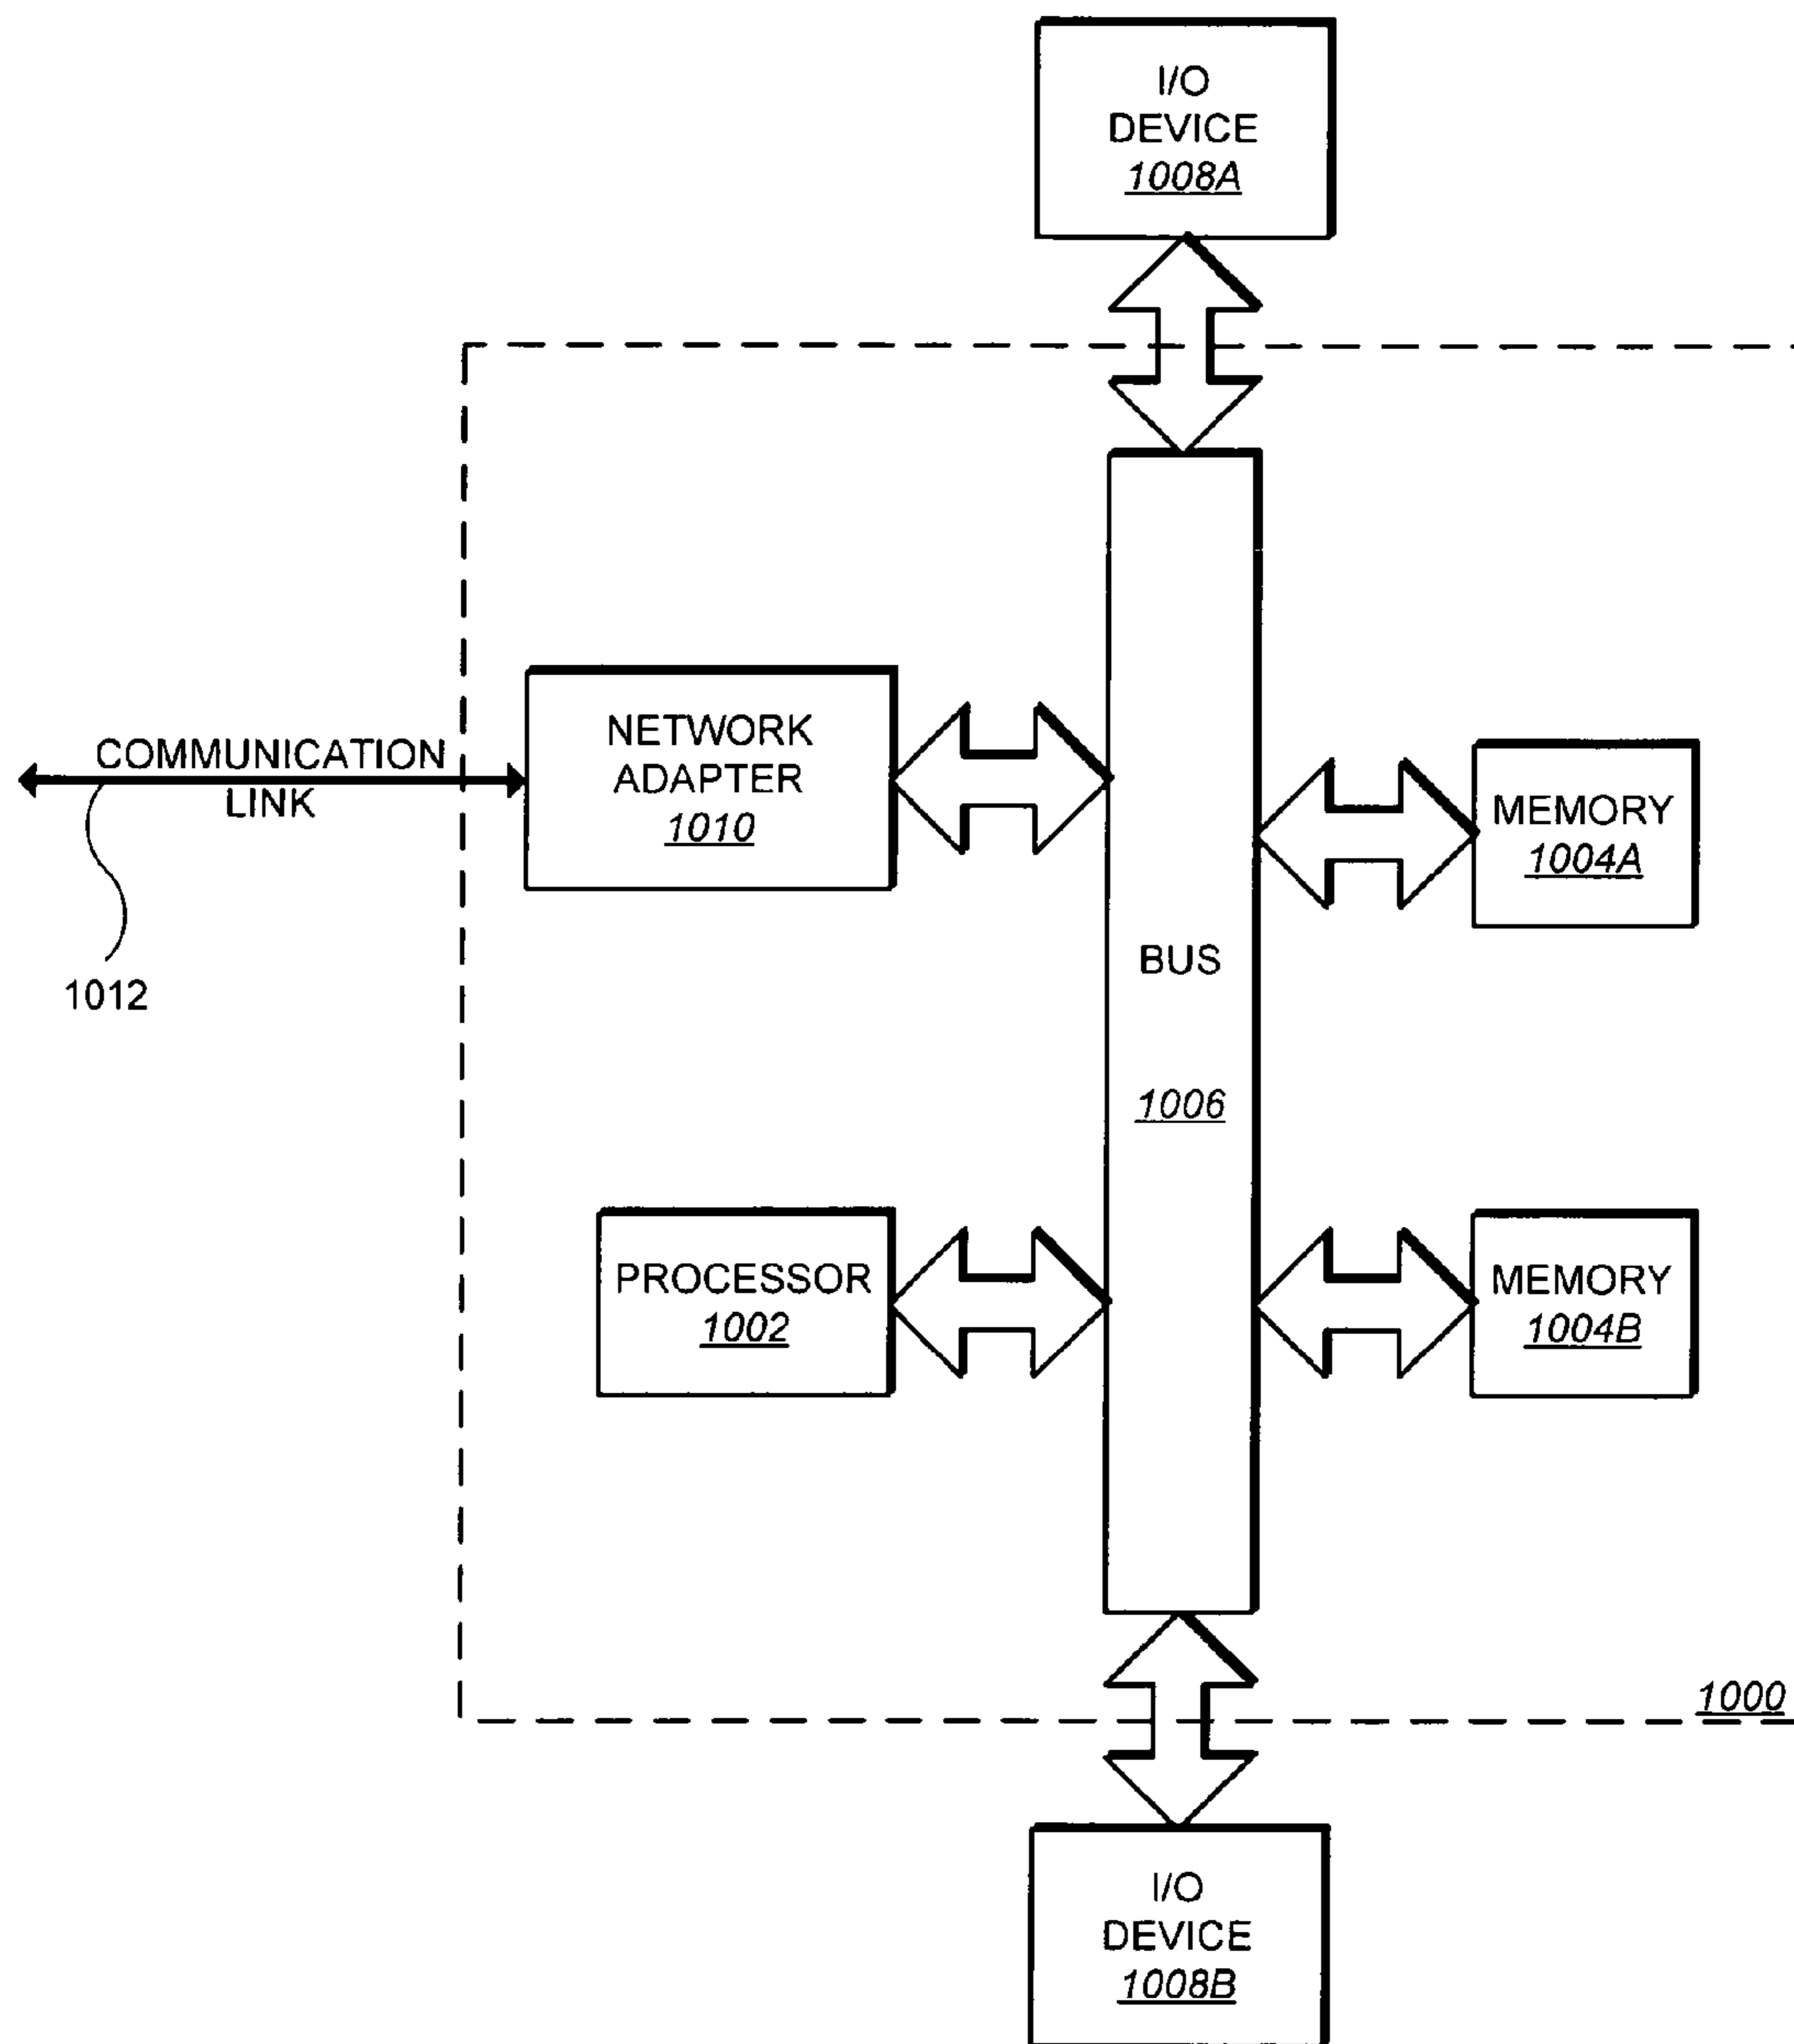 I/O
DEVICE
1008A
COMMUNICATION
LINK
1012
NETWORK
ADAPTER
1010
MEMORY
1004A
BUS
1006
PROCESSOR
1002
MEMORY
1004B
1000
I/O
DEVICE
1008B